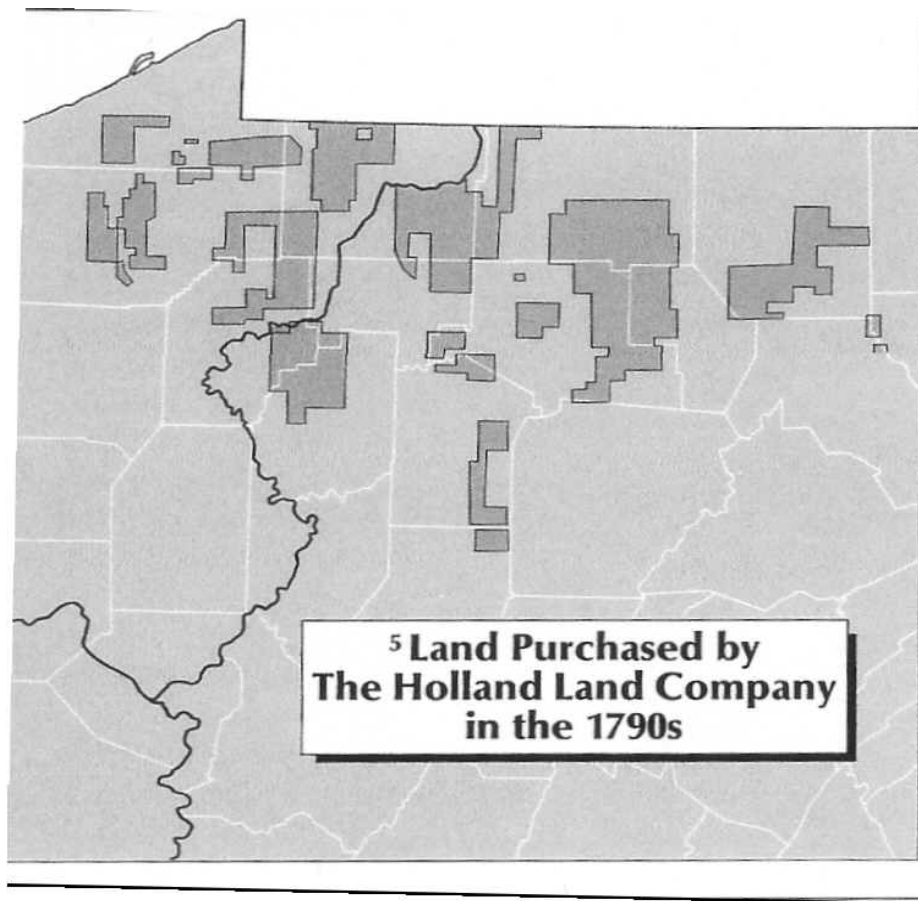 ⁵ Land Purchased by
The Holland Land Company
in the 1790s